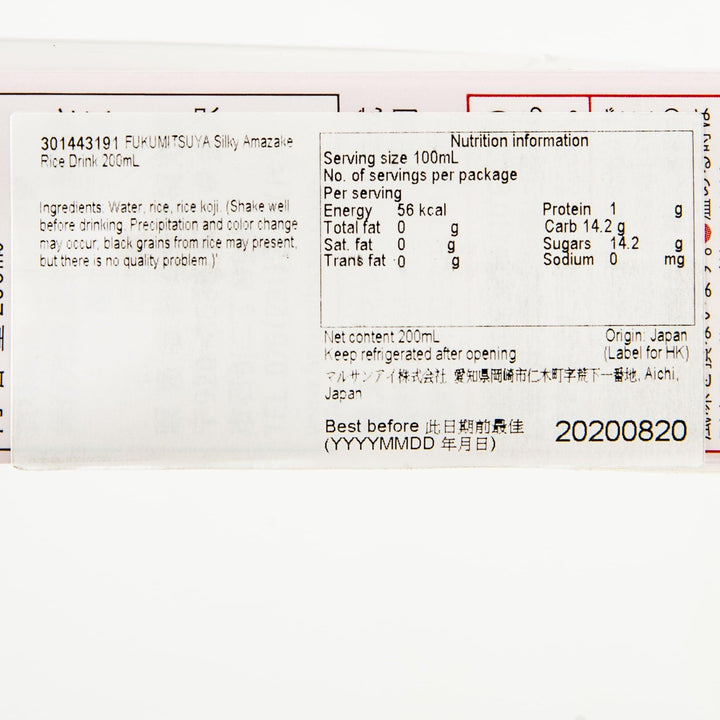 301443191 FUKUMITSUYA Silky Amazake
Rice Drink 200mL
Ingredients: Water, rice, rice koji. (Shake well
before drinking. Precipitation and color change
may occur, black grains from rice may present,
but there is no quality problem.)'
Nutrition information
Serving size 100mL
No. of servings per package
Per serving
Energy 56 kcal Protein 1 g
Total fat 0 g Carb 14.2 g
Sat. fat 0 g Sugars 14.2 g
Trans fat 0 g Sodium 0 mg
Net content 200mL Origin: Japan
Keep refrigerated after opening (Label for HK)
マルサンアイ株式会社 愛知県岡崎市仁木町字荒下一番地, Aichi,
Japan
Best before 此日期前最佳 20200820
(YYYYMMDD 年月日)